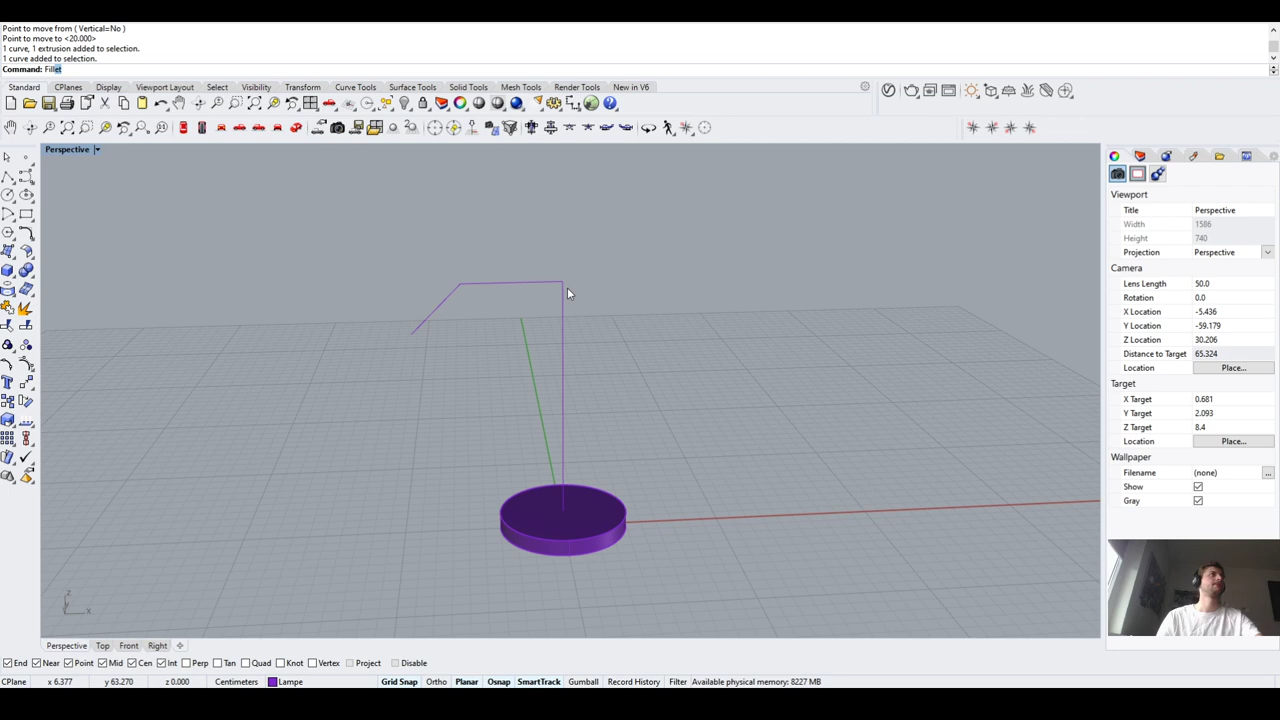 Point to move from ( Vertical=No )
Point to move to <20.000>
1 curve, 1 extrusion added to selection.
1 curve added to selection.
Command: Fillet
Standard CPlanes Display Viewport Layout Select Visibility Transform Curve Tools Surface Tools Solid Tools Mesh Tools Render Tools New in V6
Perspective
Viewport
Title Perspective
Width 1586
Height 740
Projection Perspective
Camera
Lens Length 50.0
Rotation 0.0
X Location -5.436
Y Location -59.179
Z Location 30.206
Distance to Target 65.324
Location Place...
Target
X Target 0.681
Y Target 2.093
Z Target 8.4
Location Place...
Wallpaper
Filename (none) ...
Show
Gray
z
y
x
Perspective Top Front Right
End Near Point Mid Cen Int Perp Tan Quad Knot Vertex Project Disable
CPlane x 6.377 y 63.270 z 0.000 Centimeters Lampe Grid Snap Ortho Planar Osnap SmartTrack Gumball Record History Filter Available physical memory: 8227 MB